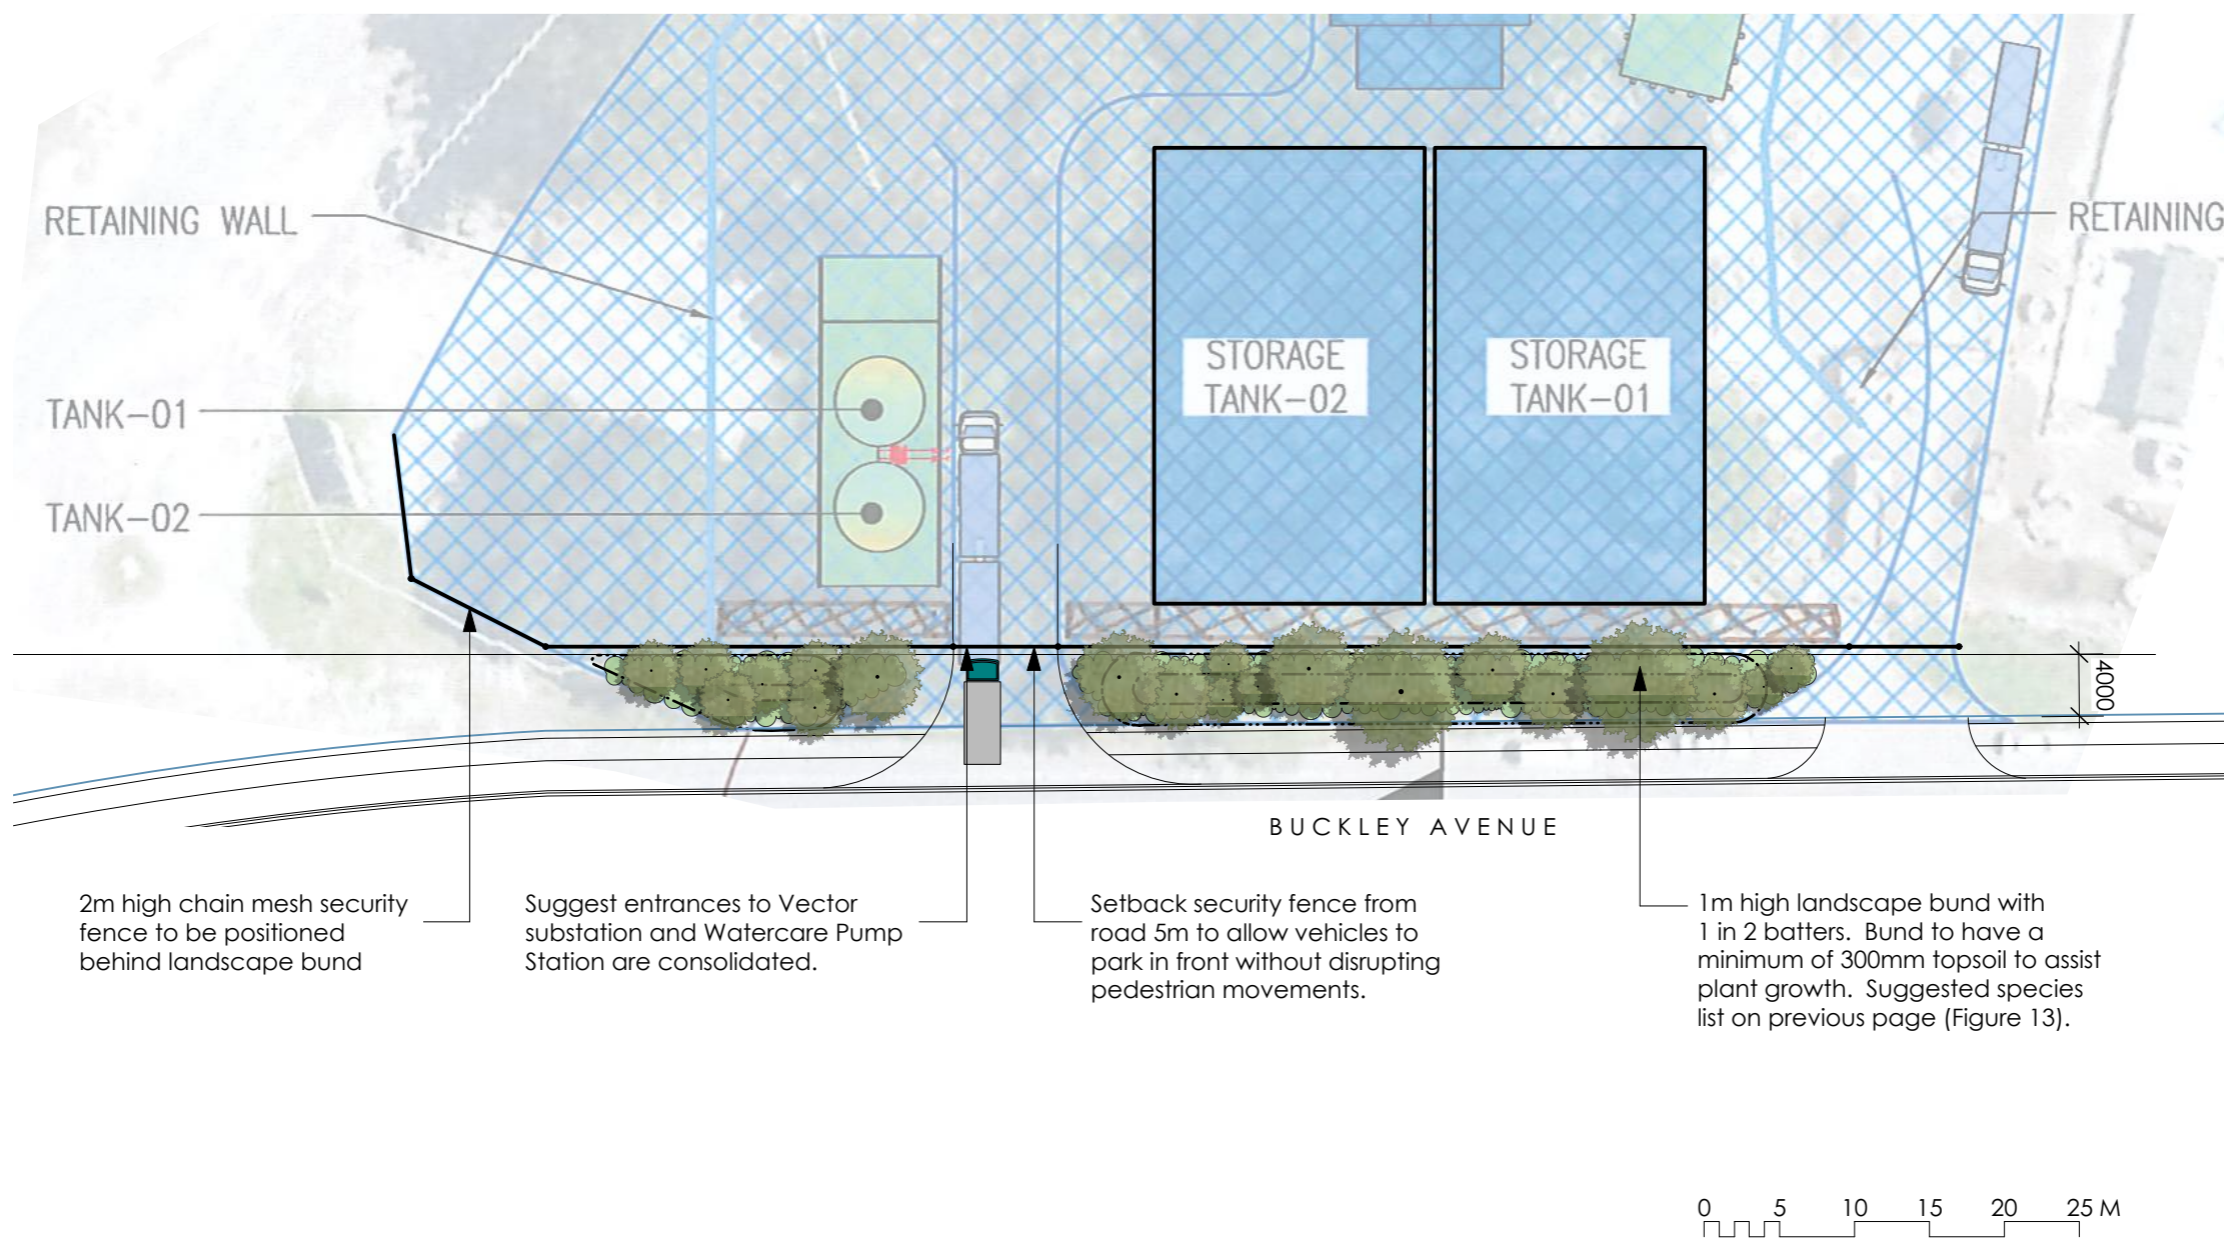 RETAINING WALL
RETAINING
TANK-01
TANK-02
STORAGE
TANK-02
STORAGE
TANK-01
4000
BUCKLEY AVENUE
2m high chain mesh security
fence to be positioned
behind landscape bund
Suggest entrances to Vector
substation and Watercare Pump
Station are consolidated.
Setback security fence from
road 5m to allow vehicles to
park in front without disrupting
pedestrian movements.
1m high landscape bund with
1 in 2 batters. Bund to have a
minimum of 300mm topsoil to assist
plant growth. Suggested species
list on previous page (Figure 13).
0 5 10 15 20 25 M